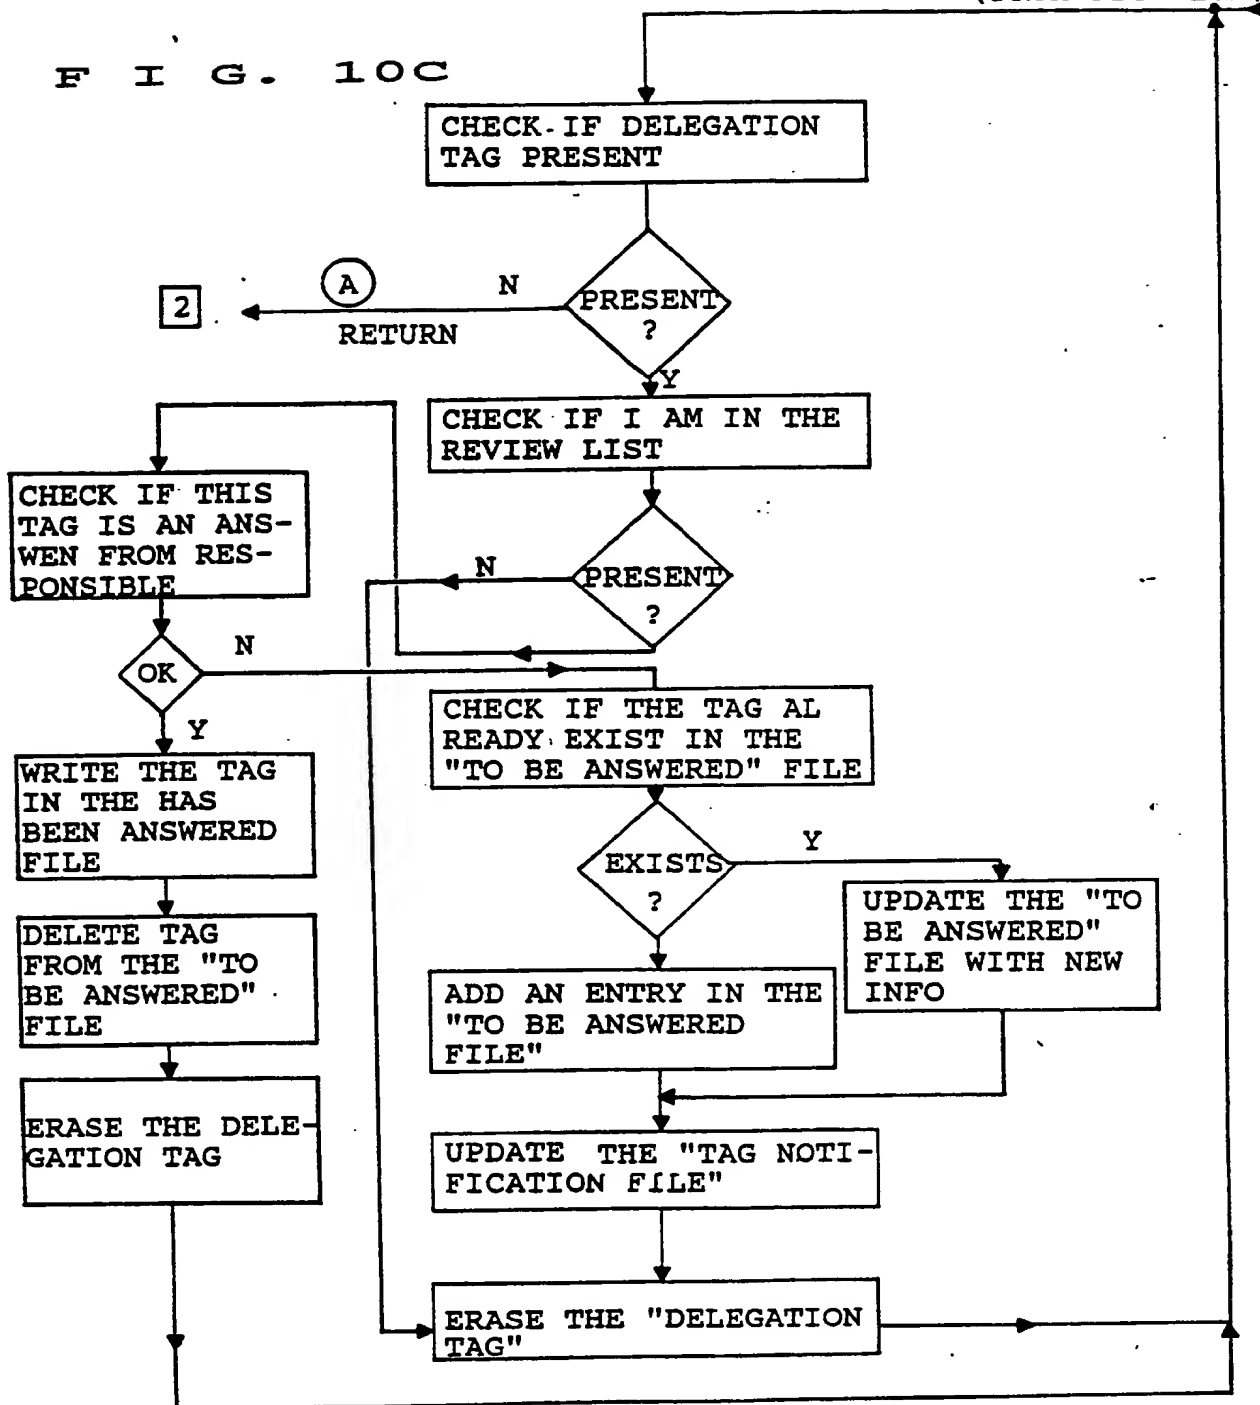 F I G. 10C
CHECK IF DELEGATION
TAG PRESENT
PRESENT
?
N
A
RETURN
2
Y
CHECK IF I AM IN THE
REVIEW LIST
PRESENT
?
N
CHECK IF THIS
TAG IS AN ANS-
WEN FROM RES-
PONSIBLE
OK
N
Y
WRITE THE TAG
IN THE HAS
BEEN ANSWERED
FILE
DELETE TAG
FROM THE "TO
BE ANSWERED"
FILE
ERASE THE DELE-
GATION TAG
CHECK IF THE TAG AL
READY EXIST IN THE
"TO BE ANSWERED" FILE
EXISTS
?
Y
UPDATE THE "TO
BE ANSWERED"
FILE WITH NEW
INFO
ADD AN ENTRY IN THE
"TO BE ANSWERED
FILE"
UPDATE THE "TAG NOTI-
FICATION FILE"
ERASE THE "DELEGATION
TAG"